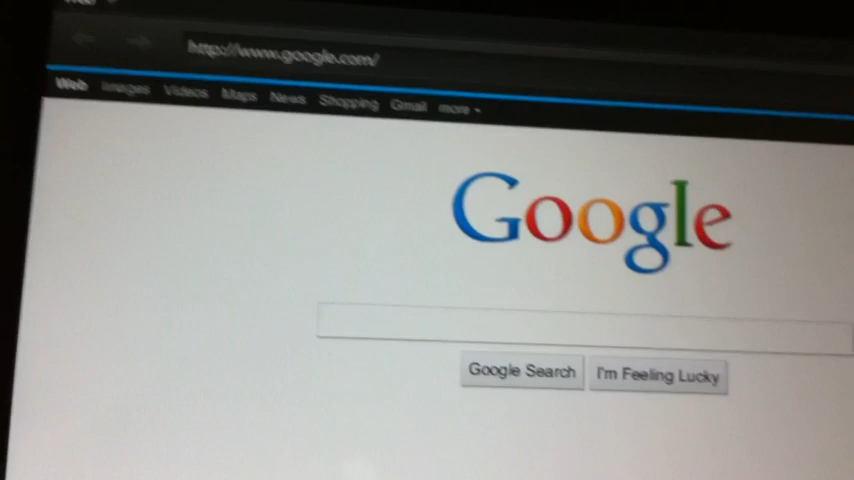 http://www.google.com/
Web Images Videos Maps News Shopping Gmail more
Google
Google Search I'm Feeling Lucky